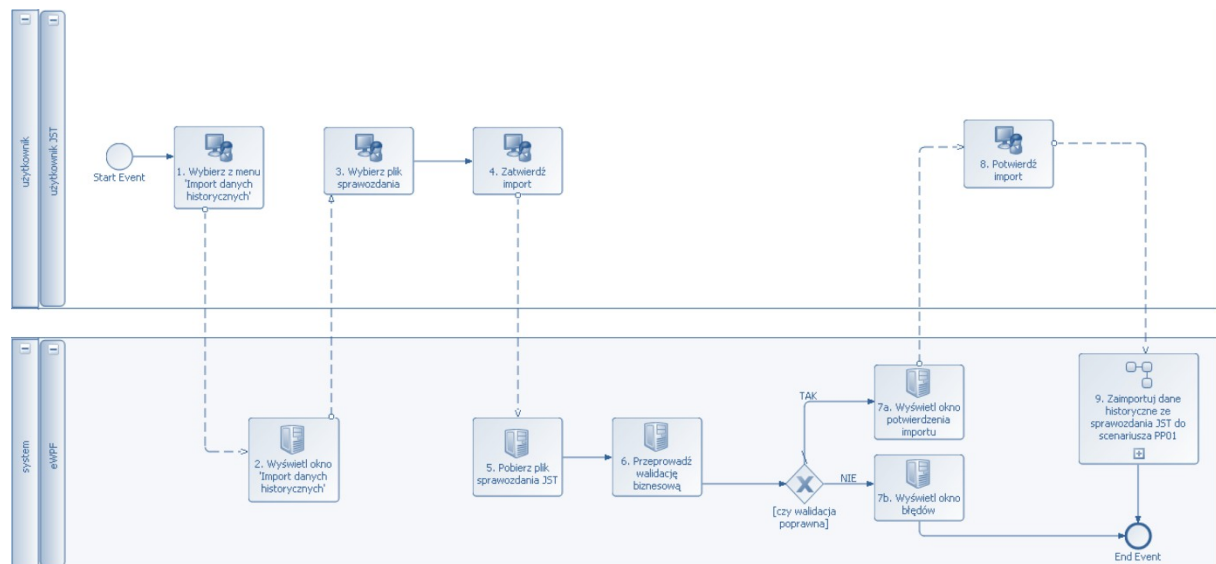 użytkownik
użytkownik JST
Start Event
1. Wybierz z menu
'Import danych
historycznych'
3. Wybierz plik
sprawozdania
4. Zatwierdź
import
8. Potwierdź
import
system
eWPF
2. Wyświetl okno
'Import danych
historycznych'
5. Pobierz plik
sprawozdania JST
6. Przeprowadź
walidację
biznesową
[czy walidacja
poprawna]
TAK
NIE
7a. Wyświetl okno
potwierdzenia
importu
7b. Wyświetl okno
błędów
9. Zaimportuj dane
historyczne ze
sprawozdania JST do
scenariusza PP01
End Event